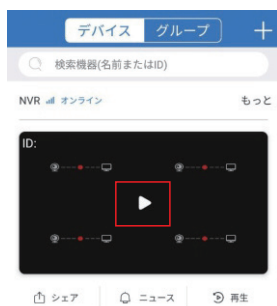 デバイス グループ
検索機器(名前またはID)
NVR オンライン もっと
ID:
シェア ニュース 再生